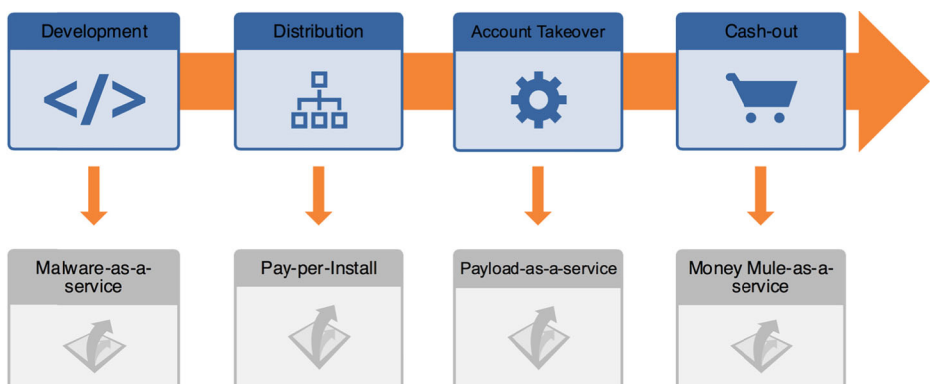 Development
Distribution
Account Takeover
Cash-out
</>
Malware-as-a-
service
Pay-per-Install
Payload-as-a-service
Money Mule-as-a-
service